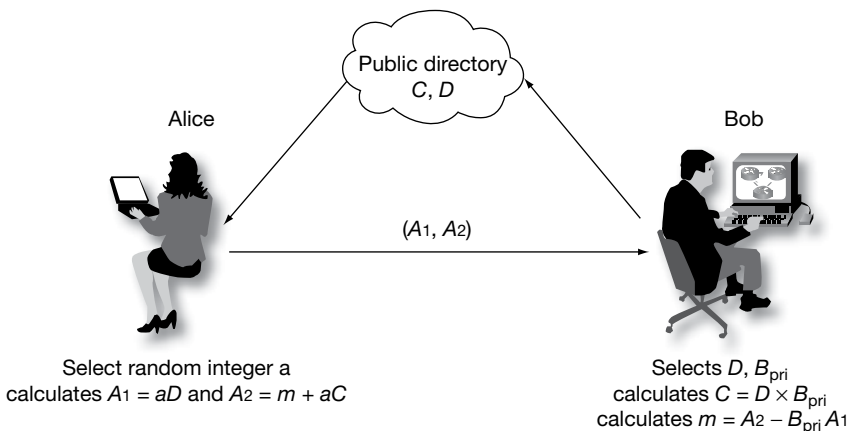 Public directory
C, D
Alice
Bob
(A1, A2)
Select random integer a
calculates A1 = aD and A2 = m + aC
Selects D, Bpri
calculates C = D × Bpri
calculates m = A2 − Bpri A1